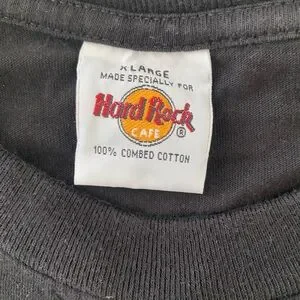 X LARGE
MADE SPECIALLY FOR
Hard Rock
CAFE
®
100% COMBED COTTON